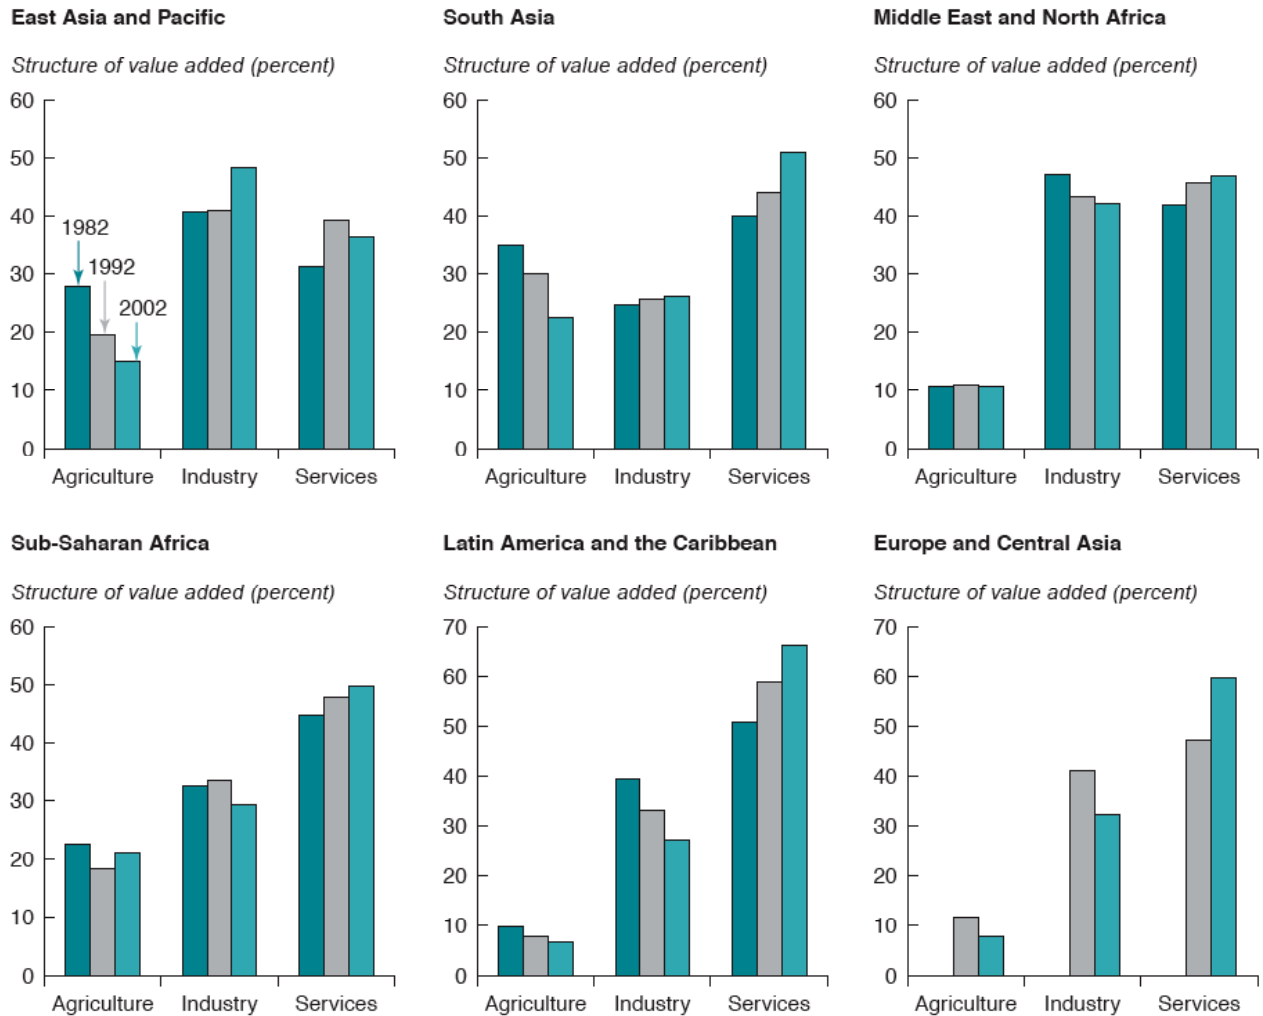 East Asia and Pacific
Structure of value added (percent)
60
50
40
30
20
10
0
1982
1992
2002
Agriculture Industry Services
South Asia
Structure of value added (percent)
60
50
40
30
20
10
0
Agriculture Industry Services
Middle East and North Africa
Structure of value added (percent)
60
50
40
30
20
10
0
Agriculture Industry Services
Sub-Saharan Africa
Structure of value added (percent)
60
50
40
30
20
10
0
Agriculture Industry Services
Latin America and the Caribbean
Structure of value added (percent)
70
60
50
40
30
20
10
0
Agriculture Industry Services
Europe and Central Asia
Structure of value added (percent)
70
60
50
40
30
20
10
0
Agriculture Industry Services